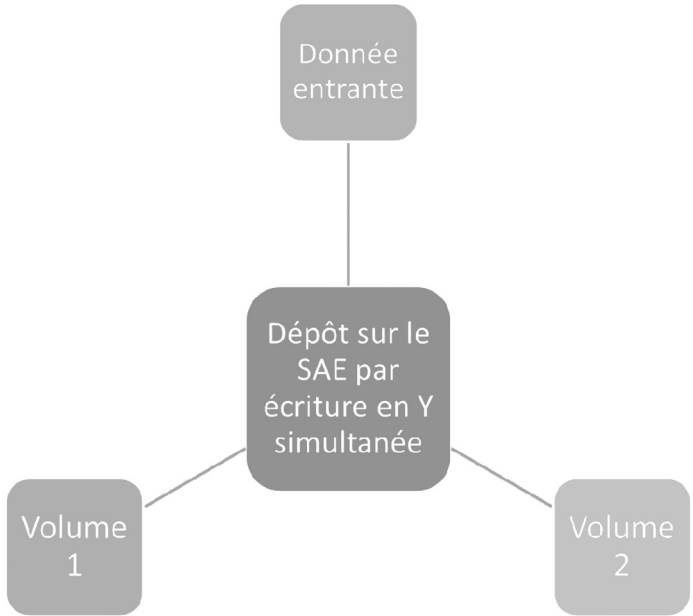 Donnée
entrante
Dépôt sur le
SAE par
écriture en Y
simultanée
Volume
1
Volume
2